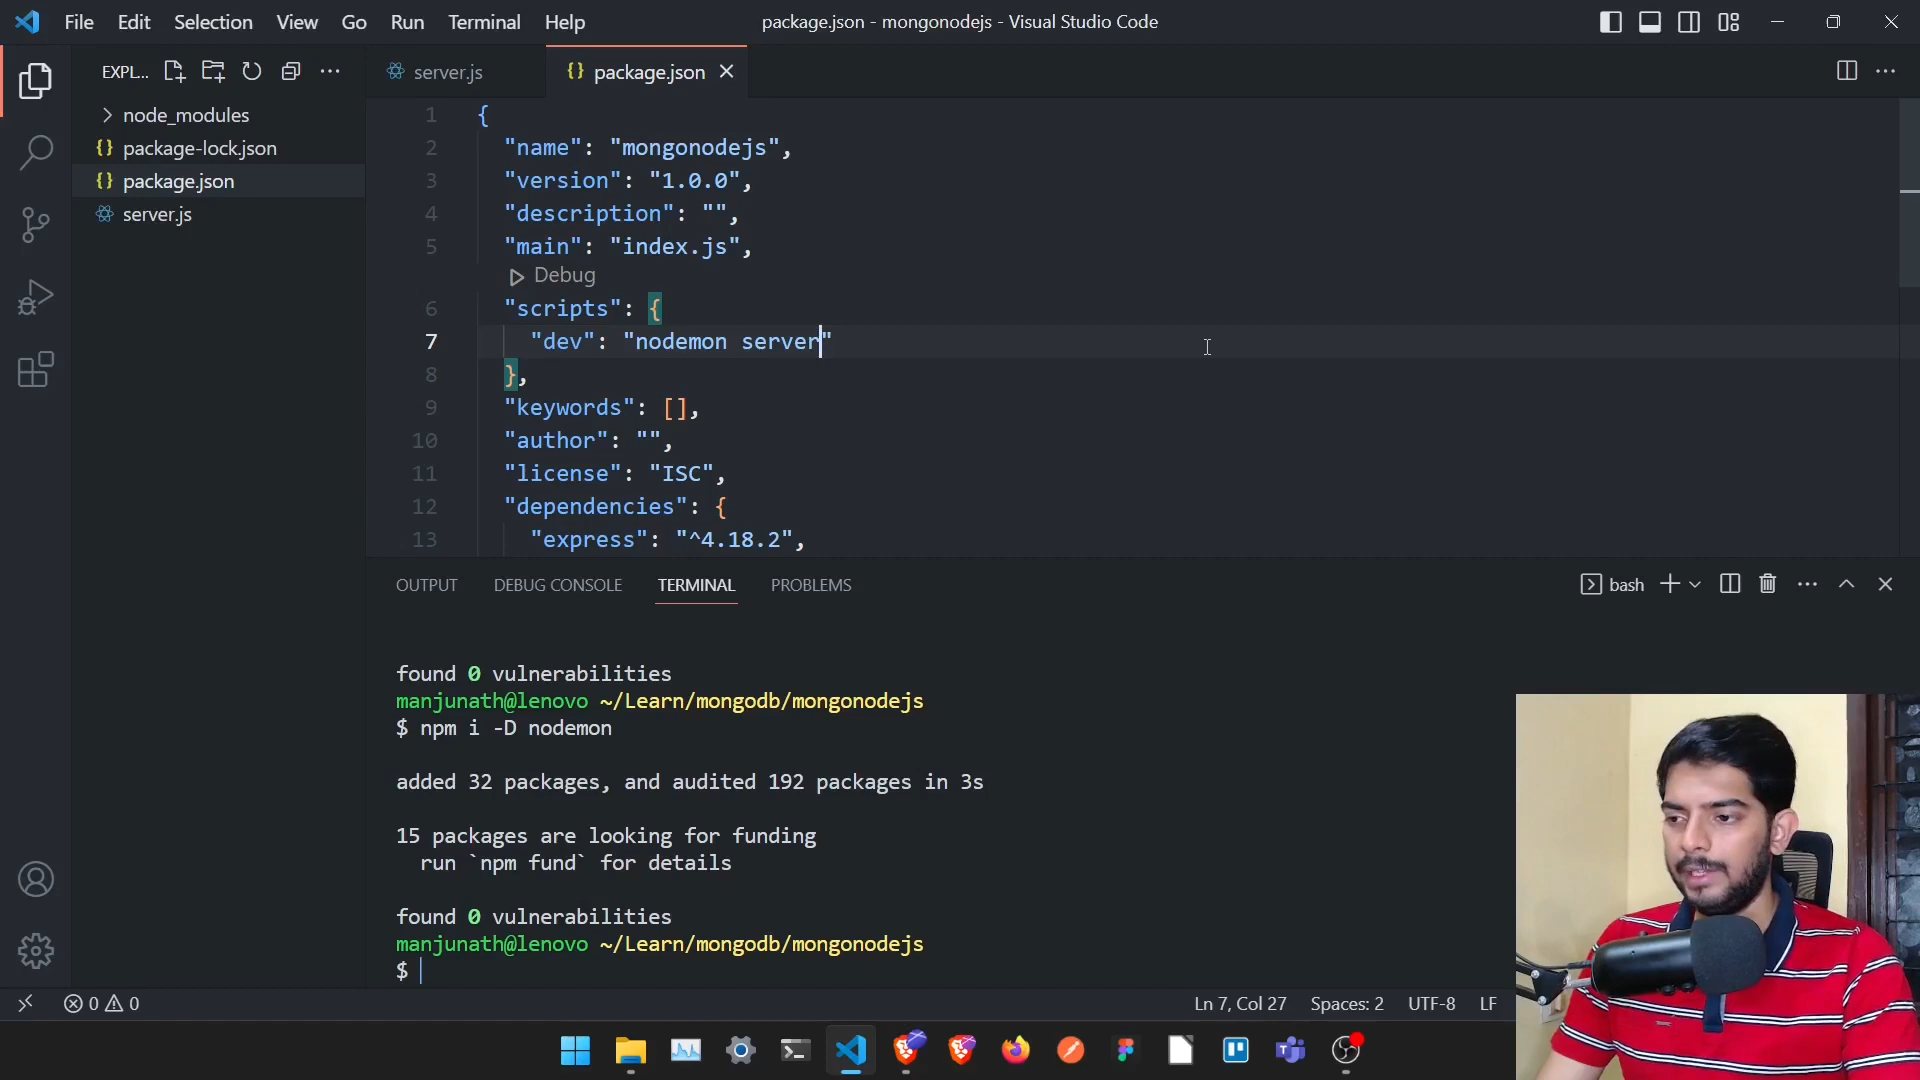 File Edit Selection View Go Run Terminal Help
package.json - mongonodejs - Visual Studio Code
EXPL...
server.js
{} package.json
node_modules
{} package-lock.json
{} package.json
server.js
1 {
2 "name": "mongonodejs",
3 "version": "1.0.0",
4 "description": "",
5 "main": "index.js",
Debug
6 "scripts": {
7 "dev": "nodemon server"
8 },
9 "keywords": [],
10 "author": "",
11 "license": "ISC",
12 "dependencies": {
13 "express": "^4.18.2",
OUTPUT DEBUG CONSOLE TERMINAL PROBLEMS
bash
found 0 vulnerabilities
manjunath@lenovo ~/Learn/mongodb/mongonodejs
$ npm i -D nodemon
added 32 packages, and audited 192 packages in 3s
15 packages are looking for funding
run `npm fund` for details
found 0 vulnerabilities
manjunath@lenovo ~/Learn/mongodb/mongonodejs
$
0 0
Ln 7, Col 27 Spaces: 2 UTF-8 LF